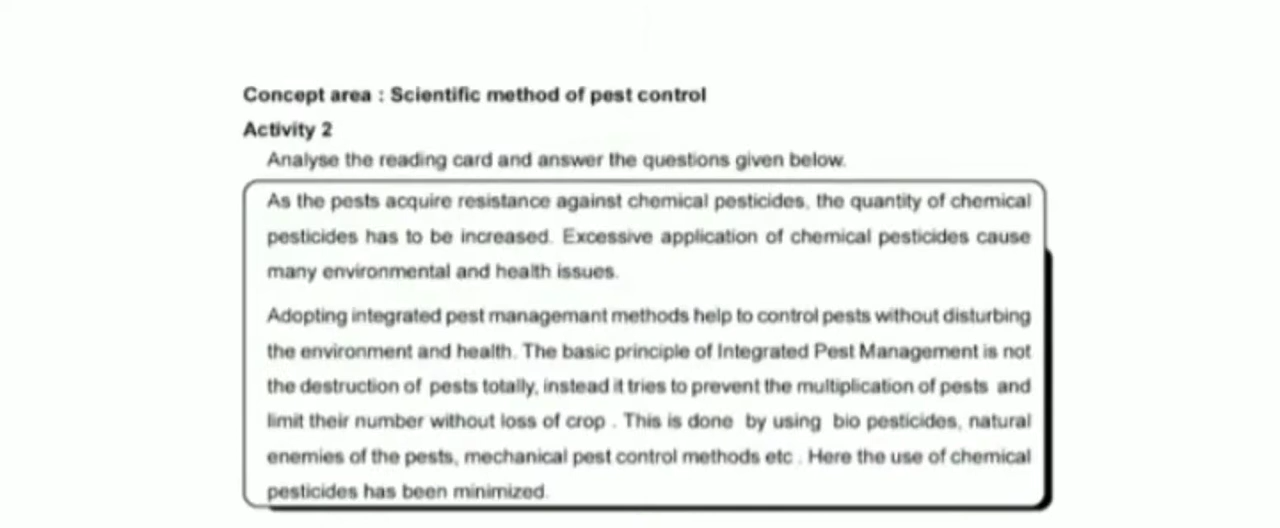 Concept area : Scientific method of pest control
Activity 2
Analyse the reading card and answer the questions given below.
As the pests acquire resistance against chemical pesticides, the quantity of chemical
pesticides has to be increased. Excessive application of chemical pesticides cause
many environmental and health issues.
Adopting integrated pest managemant methods help to control pests without disturbing
the environment and health. The basic principle of Integrated Pest Management is not
the destruction of pests totally, instead it tries to prevent the multiplication of pests and
limit their number without loss of crop . This is done by using bio pesticides, natural
enemies of the pests, mechanical pest control methods etc . Here the use of chemical
pesticides has been minimized.